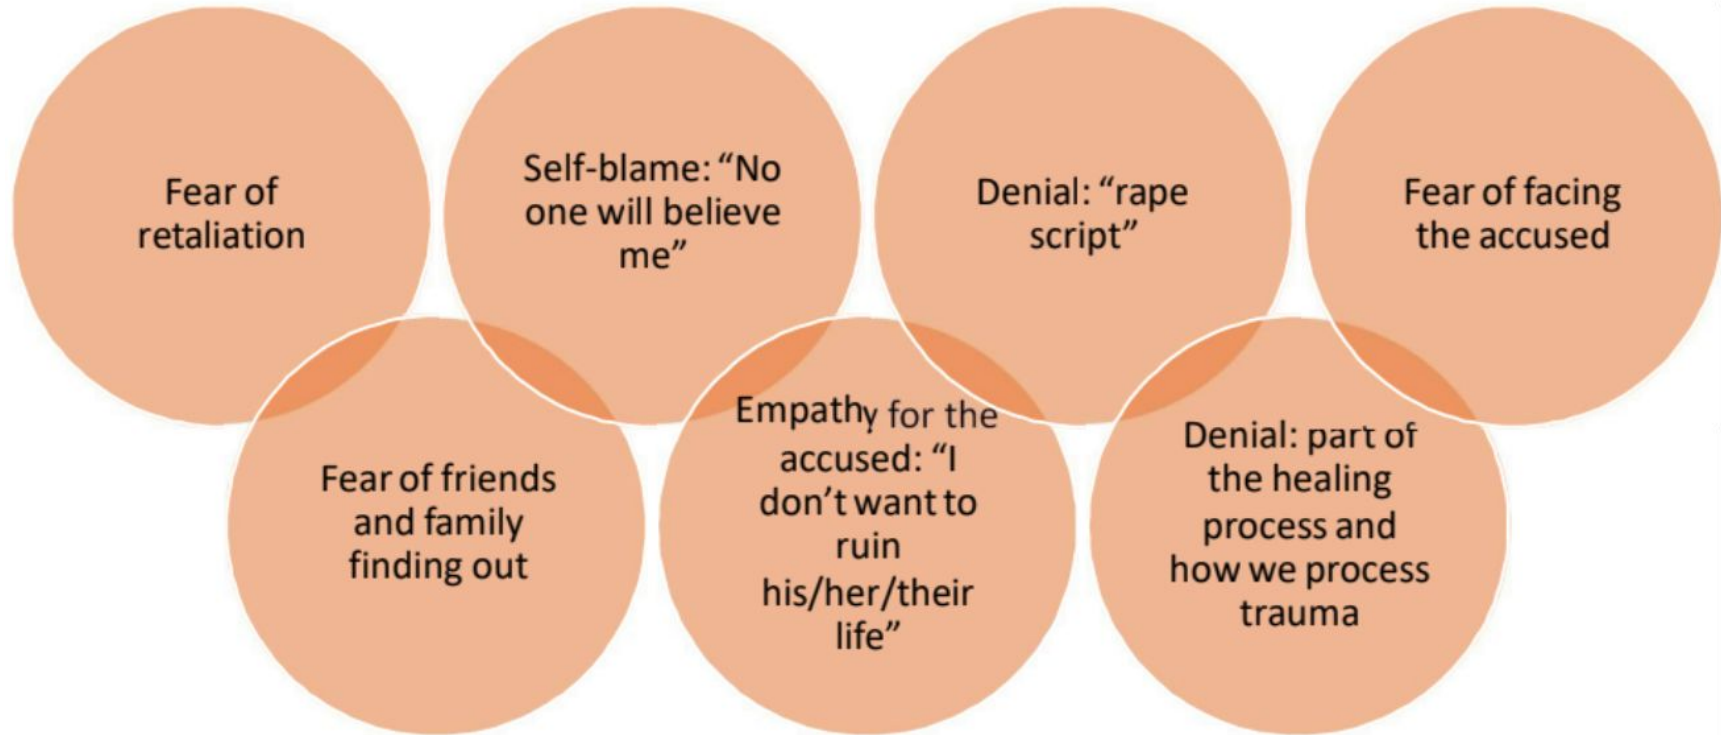 Fear of
retaliation
Self-blame: “No
one will believe
me”
Denial: “rape
script”
Fear of facing
the accused
Fear of friends
and family
finding out
Empathy for the
accused: “I
don’t want to
ruin
his/her/their
life”
Denial: part of
the healing
process and
how we process
trauma